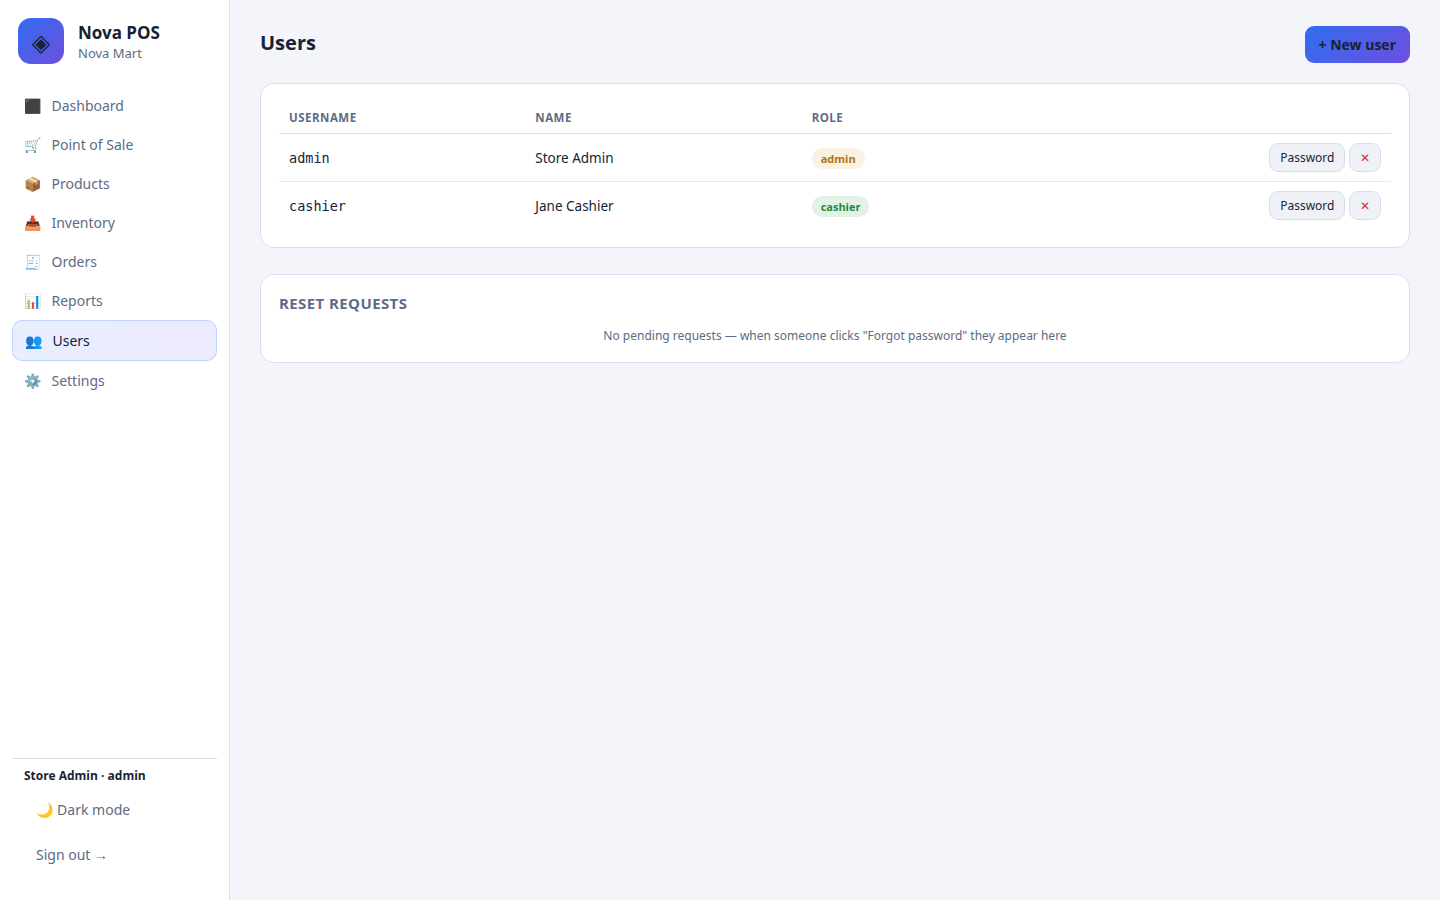 Nova POS
Nova Mart
Dashboard
Point of Sale
Products
Inventory
Orders
Reports
Users
Settings
Store Admin · admin
Dark mode
Sign out →
Users
+ New user
USERNAME NAME ROLE
admin Store Admin admin Password ✕
cashier Jane Cashier cashier Password ✕
RESET REQUESTS
No pending requests — when someone clicks "Forgot password" they appear here